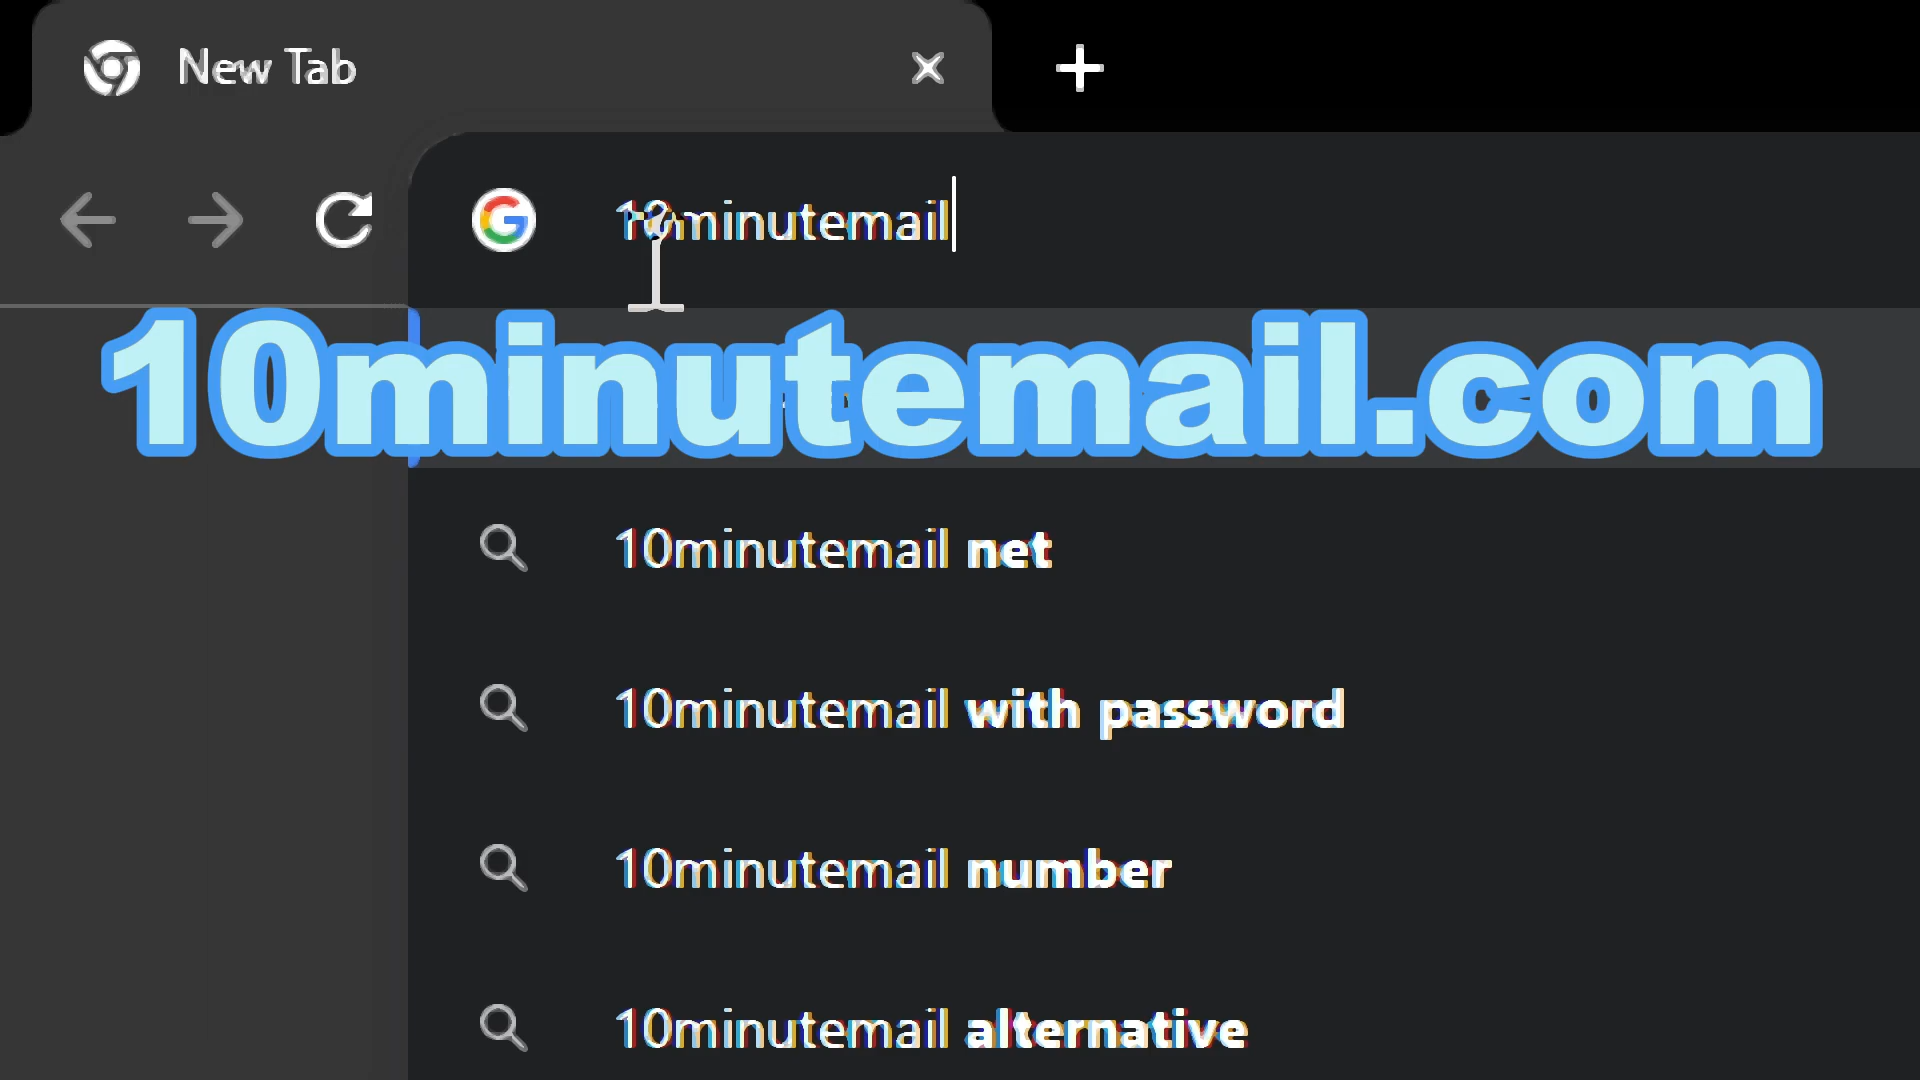 New Tab
10minutemail
10minutemail.com
10minutemail net
10minutemail with password
10minutemail number
10minutemail alternative